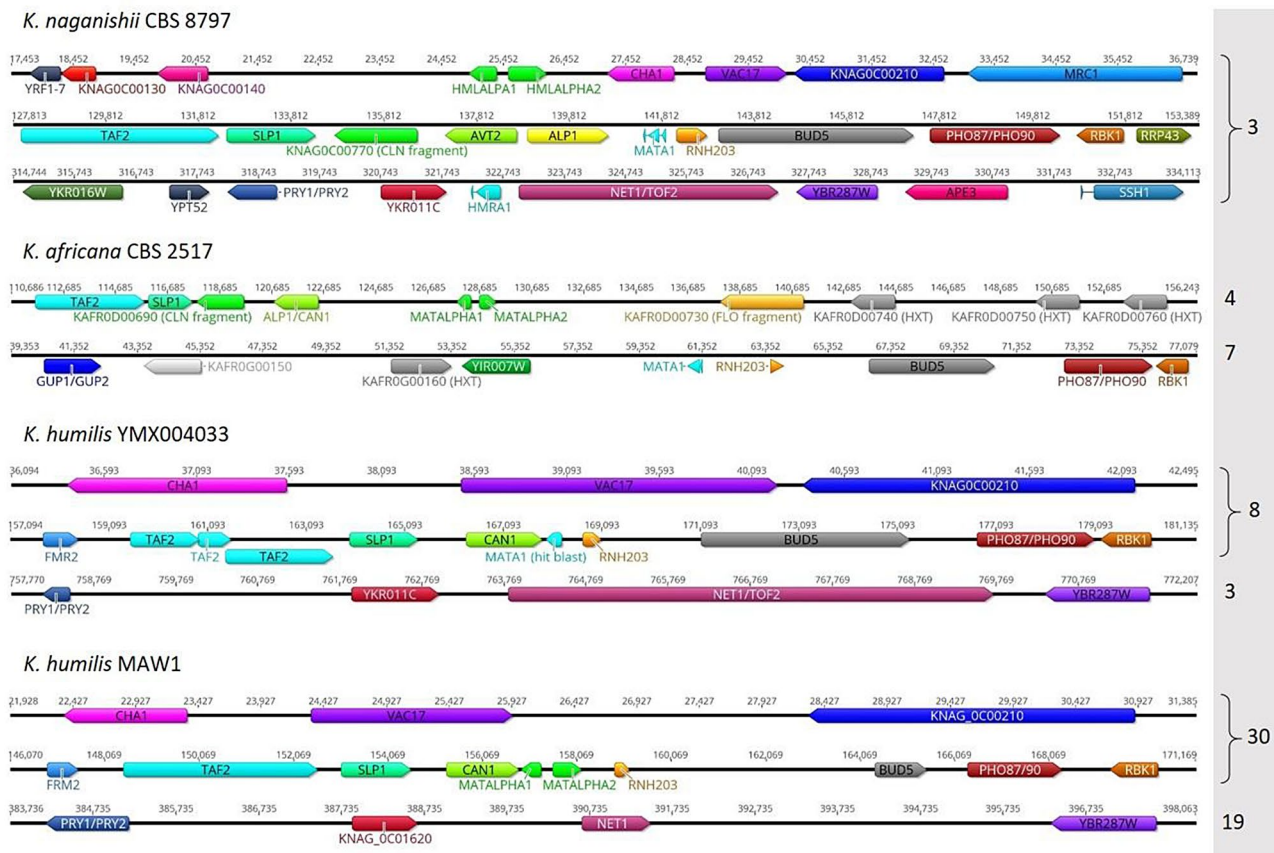 K. naganishii CBS 8797
17,453 18,452 19,452 20,452 21,452 22,452 23,452 24,452 25,452 26,452 27,452 28,452 29,452 30,452 31,452 32,452 33,452 34,452 35,452 36,739
CHA1 VAC17 KNAG0C00210 MRC1
YRF1-7 KNAG0C00130 KNAG0C00140 HMLALPA1 HMLALPHA2
127,813 129,812 131,812 133,812 135,812 137,812 139,812 141,812 143,812 145,812 147,812 149,812 151,812 153,389
3
TAF2 SLP1 AVT2 ALP1 BUD5 PHO87/PHO90 RBK1 RRP43
KNAG0C00770 (CLN fragment) MATA1 RNH203
314,744 315,743 316,743 317,743 318,743 319,743 320,743 321,743 322,743 323,743 324,743 325,743 326,743 327,743 328,743 329,743 330,743 331,743 332,743 334,113
PRY1/PRY2 NET1/TOF2 APE3 SSH1
YKR016W YPT52 YKR011C HMRA1 YBR287W
K. africana CBS 2517
110,686 112,685 114,685 116,685 118,685 120,685 122,685 124,685 126,685 128,685 130,685 132,685 134,685 136,685 138,685 140,685 142,685 144,685 146,685 148,685 150,685 152,685 156,243
TAF2 SLP1 4
KAFR0D00690 (CLN fragment) ALP1/CAN1 MATALPHA1 MATALPHA2 KAFR0D00730 (FLO fragment) KAFR0D00740 (HXT) KAFR0D00750 (HXT) KAFR0D00760 (HXT)
39,353 41,352 43,352 45,352 47,352 49,352 51,352 53,352 55,352 57,352 59,352 61,352 63,352 65,352 67,352 69,352 71,352 73,352 75,352 77,079
7
KAFR0G00150 YIR007W MATA1 RNH203 BUD5
GUP1/GUP2 KAFR0G00160 (HXT) PHO87/PHO90 RBK1
K. humilis YMX004033
36,094 36,593 37,093 37,593 38,093 38,593 39,093 39,593 40,093 40,593 41,093 41,593 42,093 42,495
CHA1 VAC17 KNAG0C00210
8
157,094 159,093 161,093 163,093 165,093 167,093 169,093 171,093 173,093 175,093 177,093 179,093 181,135
TAF2 SLP1 CAN1 BUD5 PHO87/PHO90 RBK1
FMR2 TAF2 TAF2 MATA1 (hit blast) RNH203
757,770 758,769 759,769 760,769 761,769 762,769 763,769 764,769 765,769 766,769 767,769 768,769 769,769 770,769 772,207
YKR011C NET1/TOF2 YBR287W 3
PRY1/PRY2
K. humilis MAW1
21,928 22,427 22,927 23,427 23,927 24,427 24,927 25,427 25,927 26,427 26,927 27,427 27,927 28,427 28,927 29,427 29,927 30,427 30,927 31,385
CHA1 VAC17 KNAG_0C00210
30
146,070 148,069 150,069 152,069 154,069 156,069 158,069 160,069 162,069 164,069 166,069 168,069 171,169
TAF2 SLP1 CAN1 BUD5 PHO87/90 RBK1
FRM2 MATALPHA1 MATALPHA2 RNH203
383,736 384,735 385,735 386,735 387,735 388,735 389,735 390,735 391,735 392,735 393,735 394,735 395,735 396,735 398,063
PRY1/PRY2 NET1 YBR287W 19
KNAG_0C01620